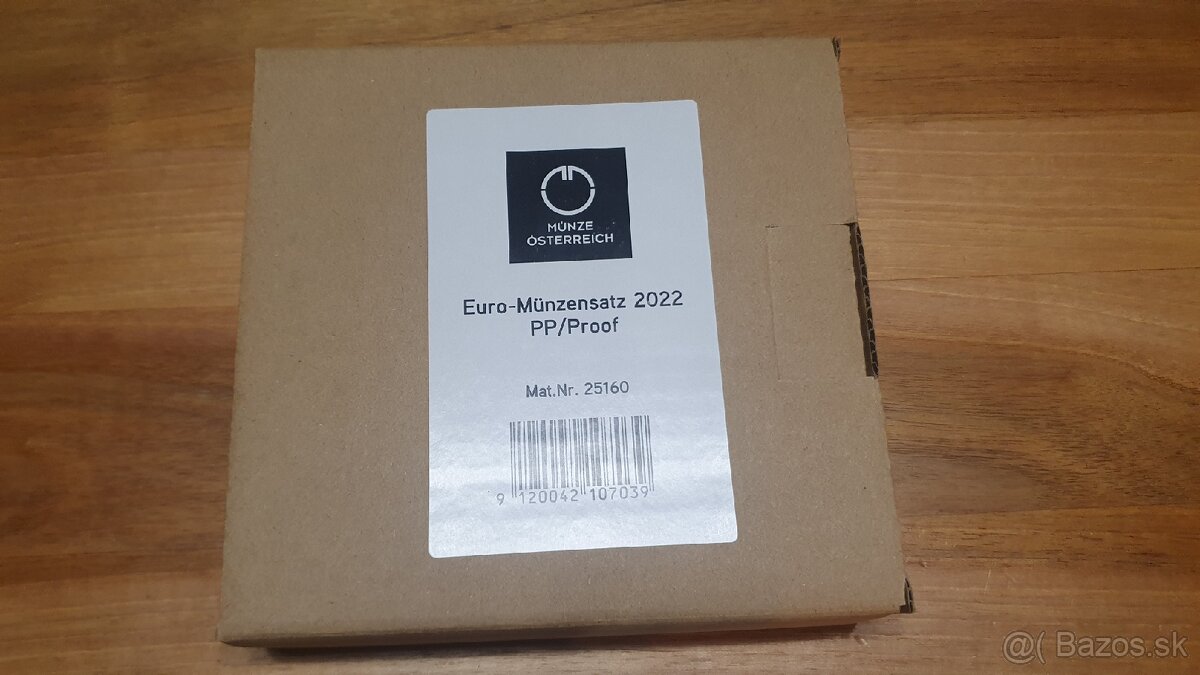 MÜNZE
ÖSTERREICH
Euro-Münzensatz 2022
PP/Proof
Mat.Nr. 25160
9 120042 107039
@( Bazos.sk